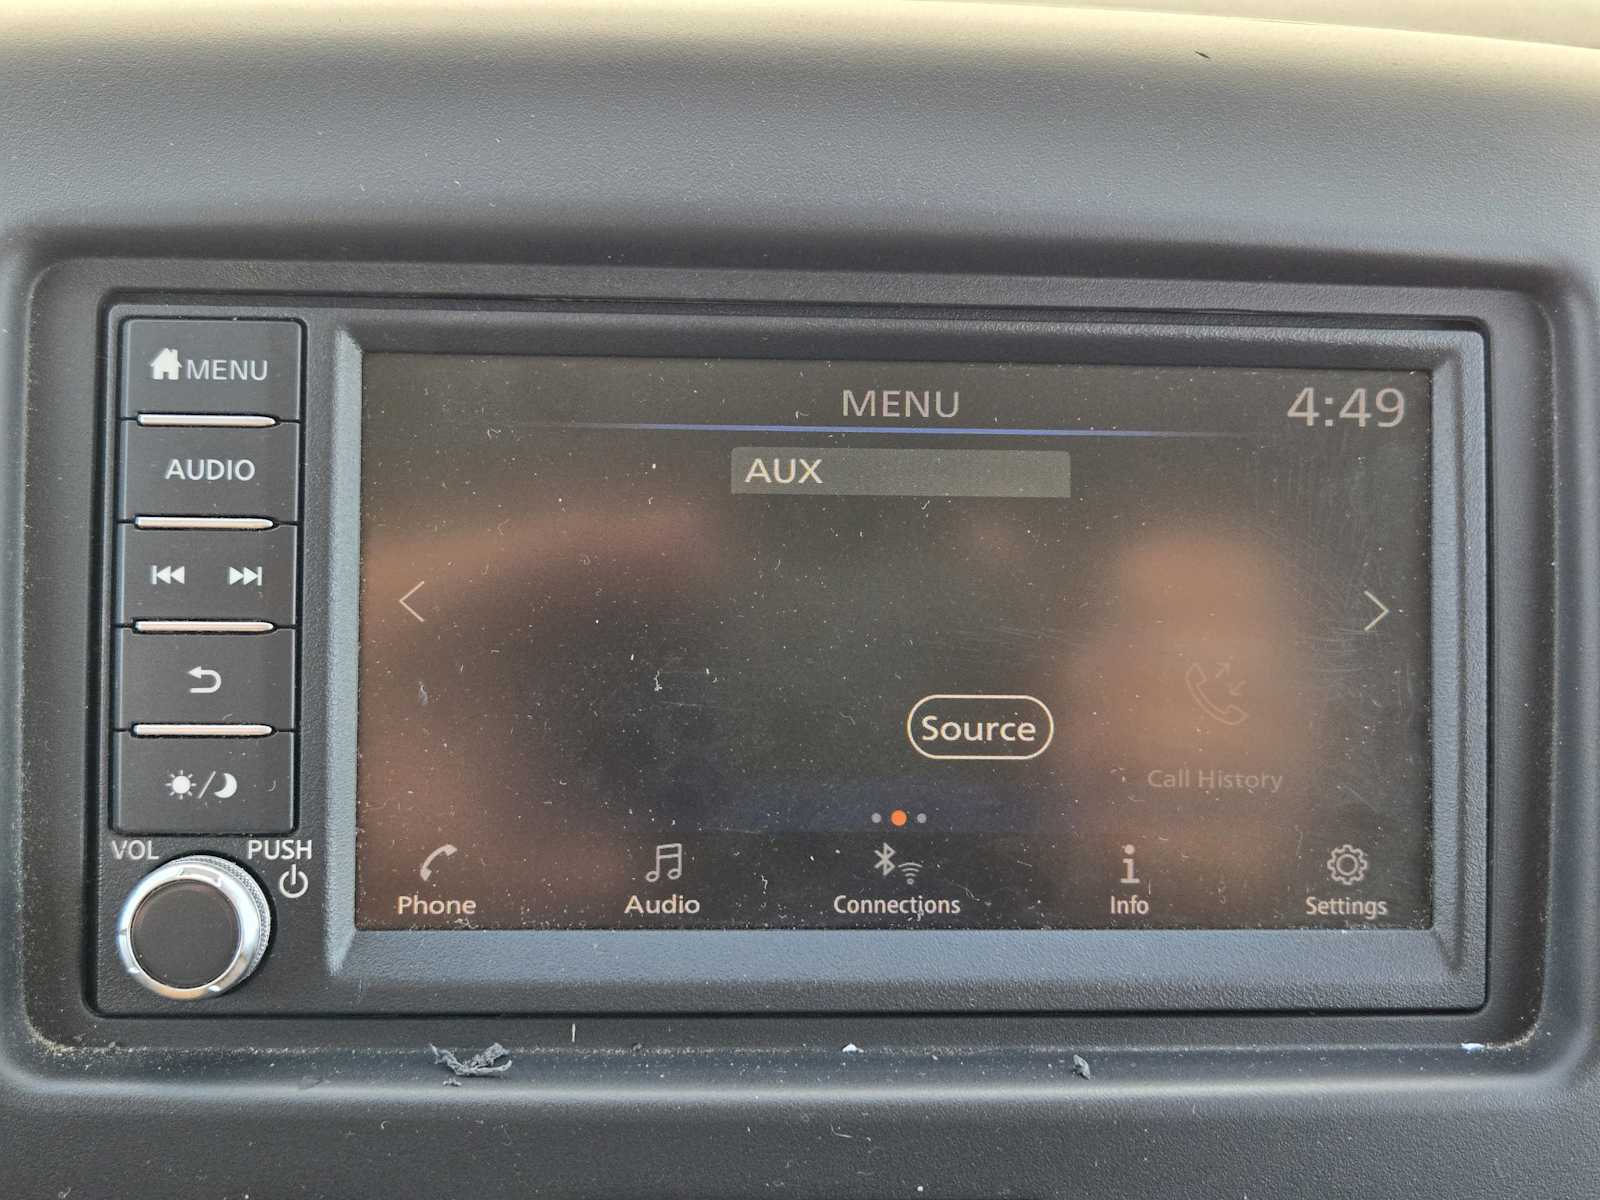 MENU
AUDIO
VOL
PUSH
MENU
4:49
AUX
Source
Call History
Phone
Audio
Connections
Info
Settings